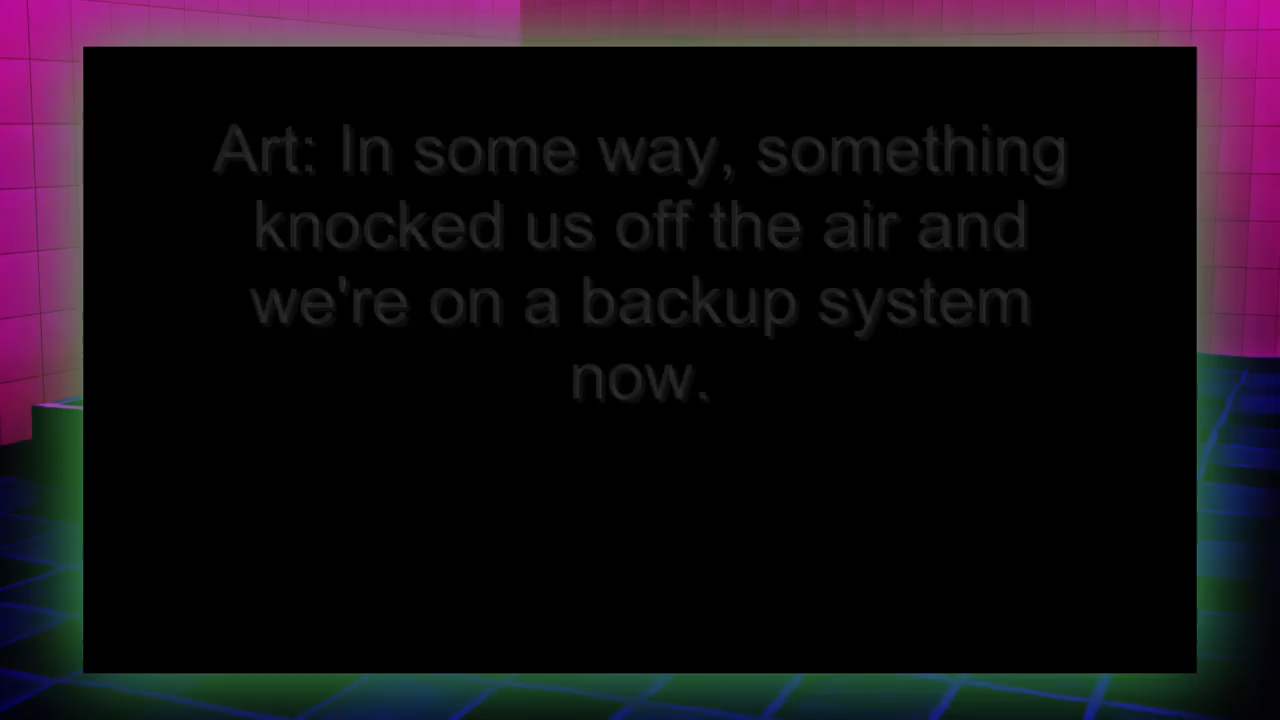 Art: In some way, something
knocked us off the air and
we're on a backup system
now.